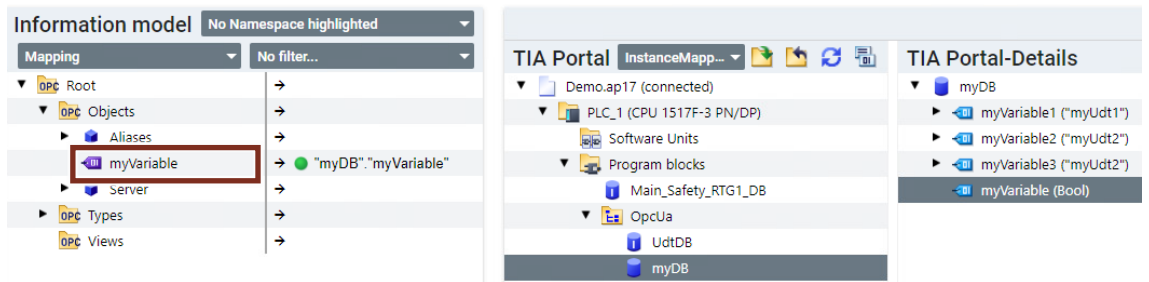 Information model No Namespace highlighted
Mapping No filter...
OPC Root →
OPC Objects →
Aliases →
myVariable → "myDB"."myVariable"
Server →
OPC Types →
OPC Views →
TIA Portal InstanceMapp...
Demo.ap17 (connected)
PLC_1 (CPU 1517F-3 PN/DP)
Software Units
Program blocks
Main_Safety_RTG1_DB
OpcUa
UdtDB
myDB
TIA Portal-Details
myDB
myVariable1 ("myUdt1")
myVariable2 ("myUdt2")
myVariable3 ("myUdt2")
myVariable (Bool)